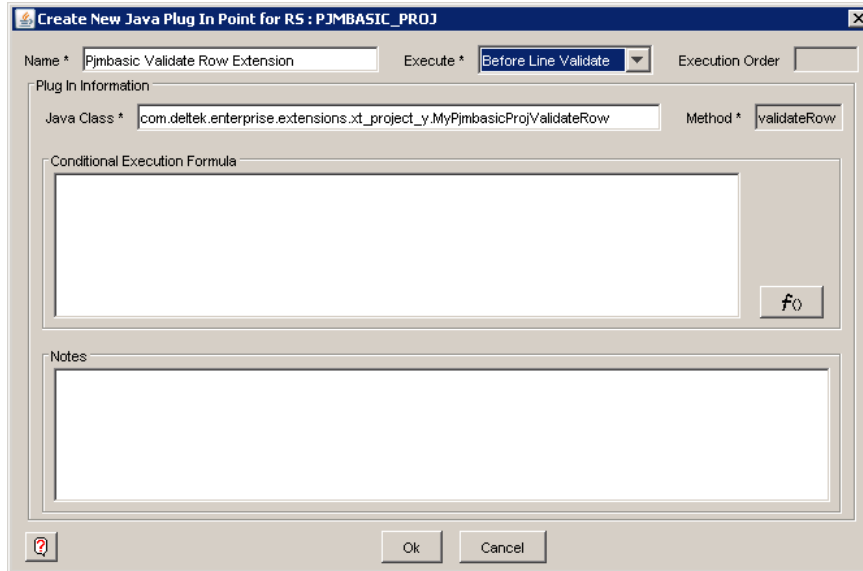 Create New Java Plug In Point for RS : PJMBASIC_PROJ
Name * Pjmbasic Validate Row Extension Execute * Before Line Validate Execution Order
Plug In Information
Java Class * com.deltek.enterprise.extensions.xt_project_y.MyPjmbasicProjValidateRow Method * validateRow
Conditional Execution Formula
f()
Notes
Ok Cancel